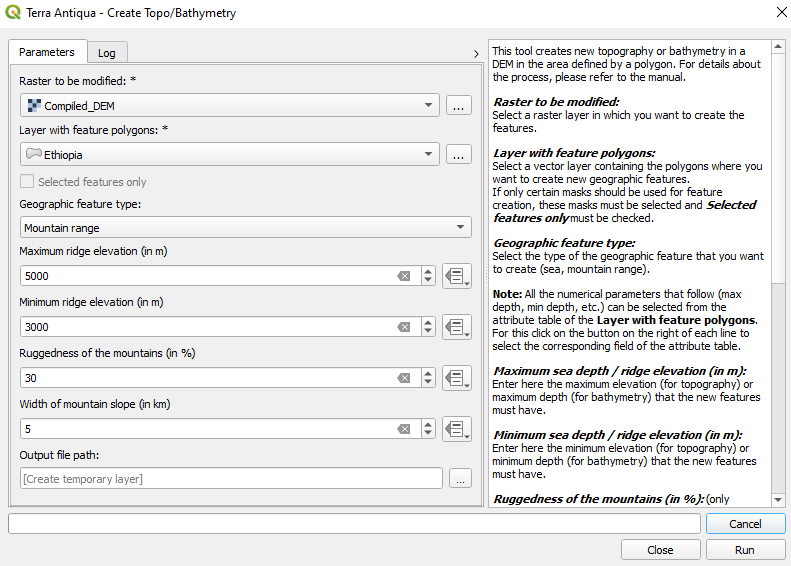 Terra Antiqua - Create Topo/Bathymetry
Parameters
Log
Raster to be modified: *
Compiled_DEM
...
Layer with feature polygons: *
Ethiopia
...
Selected features only
Geographic feature type:
Mountain range
Maximum ridge elevation (in m)
5000
Minimum ridge elevation (in m)
3000
Ruggedness of the mountains (in %)
30
Width of mountain slope (in km)
5
Output file path:
[Create temporary layer]
...
This tool creates new topography or bathymetry in a
DEM in the area defined by a polygon. For details about
the process, please refer to the manual.
Raster to be modified:
Select a raster layer in which you want to create the
features.
Layer with feature polygons:
Select a vector layer containing the polygons where you
want to create new geographic features.
If only certain masks should be used for feature
creation, these masks must be selected and Selected
features only must be checked.
Geographic feature type:
Select the type of the geographic feature that you want
to create (sea, mountain range).
Note: All the numerical parameters that follow (max
depth, min depth, etc.) can be selected from the
attribute table of the Layer with feature polygons.
For this click on the button on the right of each line to
select the corresponding field of the attribute table.
Maximum sea depth / ridge elevation (in m):
Enter here the maximum elevation (for topography) or
maximum depth (for bathymetry) that the new features
must have.
Minimum sea depth / ridge elevation (in m):
Enter here the minimum elevation (for topography) or
minimum depth (for bathymetry) that the new features
must have.
Ruggedness of the mountains (in %): (only
Cancel
Close
Run